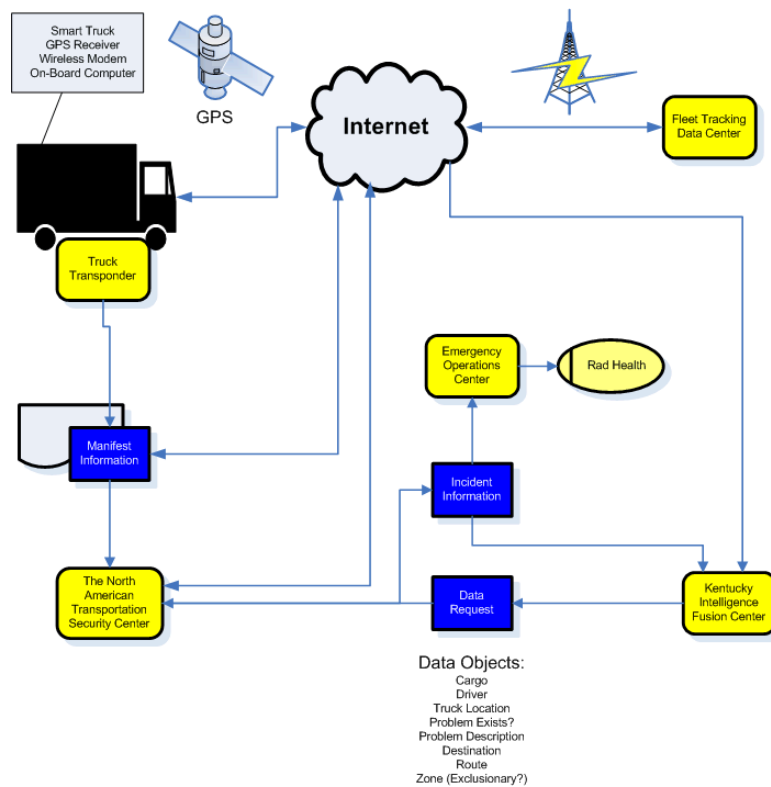 Smart Truck
GPS Receiver
Wireless Modem
On-Board Computer
GPS
Internet
Fleet Tracking
Data Center
Truck
Transponder
Emergency
Operations
Center
Rad Health
Manifest
Information
Incident
Information
The North
American
Transportation
Security Center
Data
Request
Kentucky
Intelligence
Fusion Center
Data Objects:
Cargo
Driver
Truck Location
Problem Exists?
Problem Description
Destination
Route
Zone (Exclusionary?)